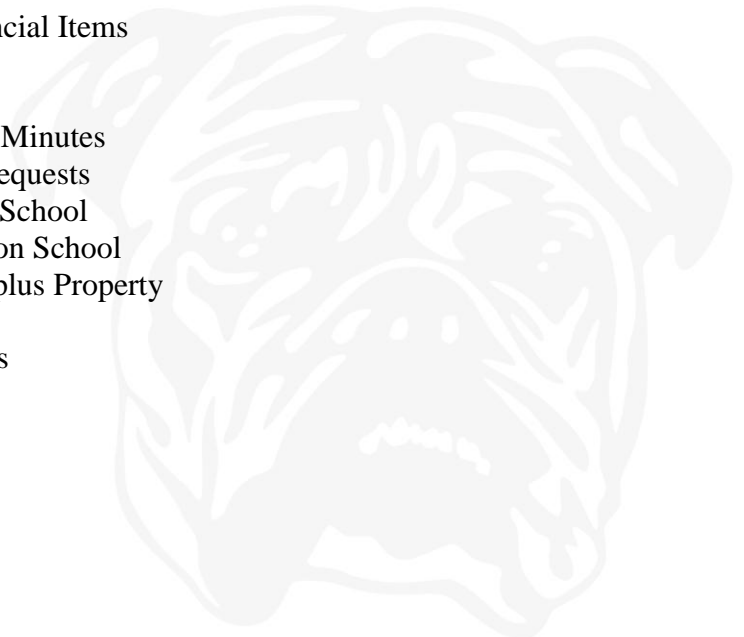 ncial Items
Minutes
equests
School
on School
plus Property
s